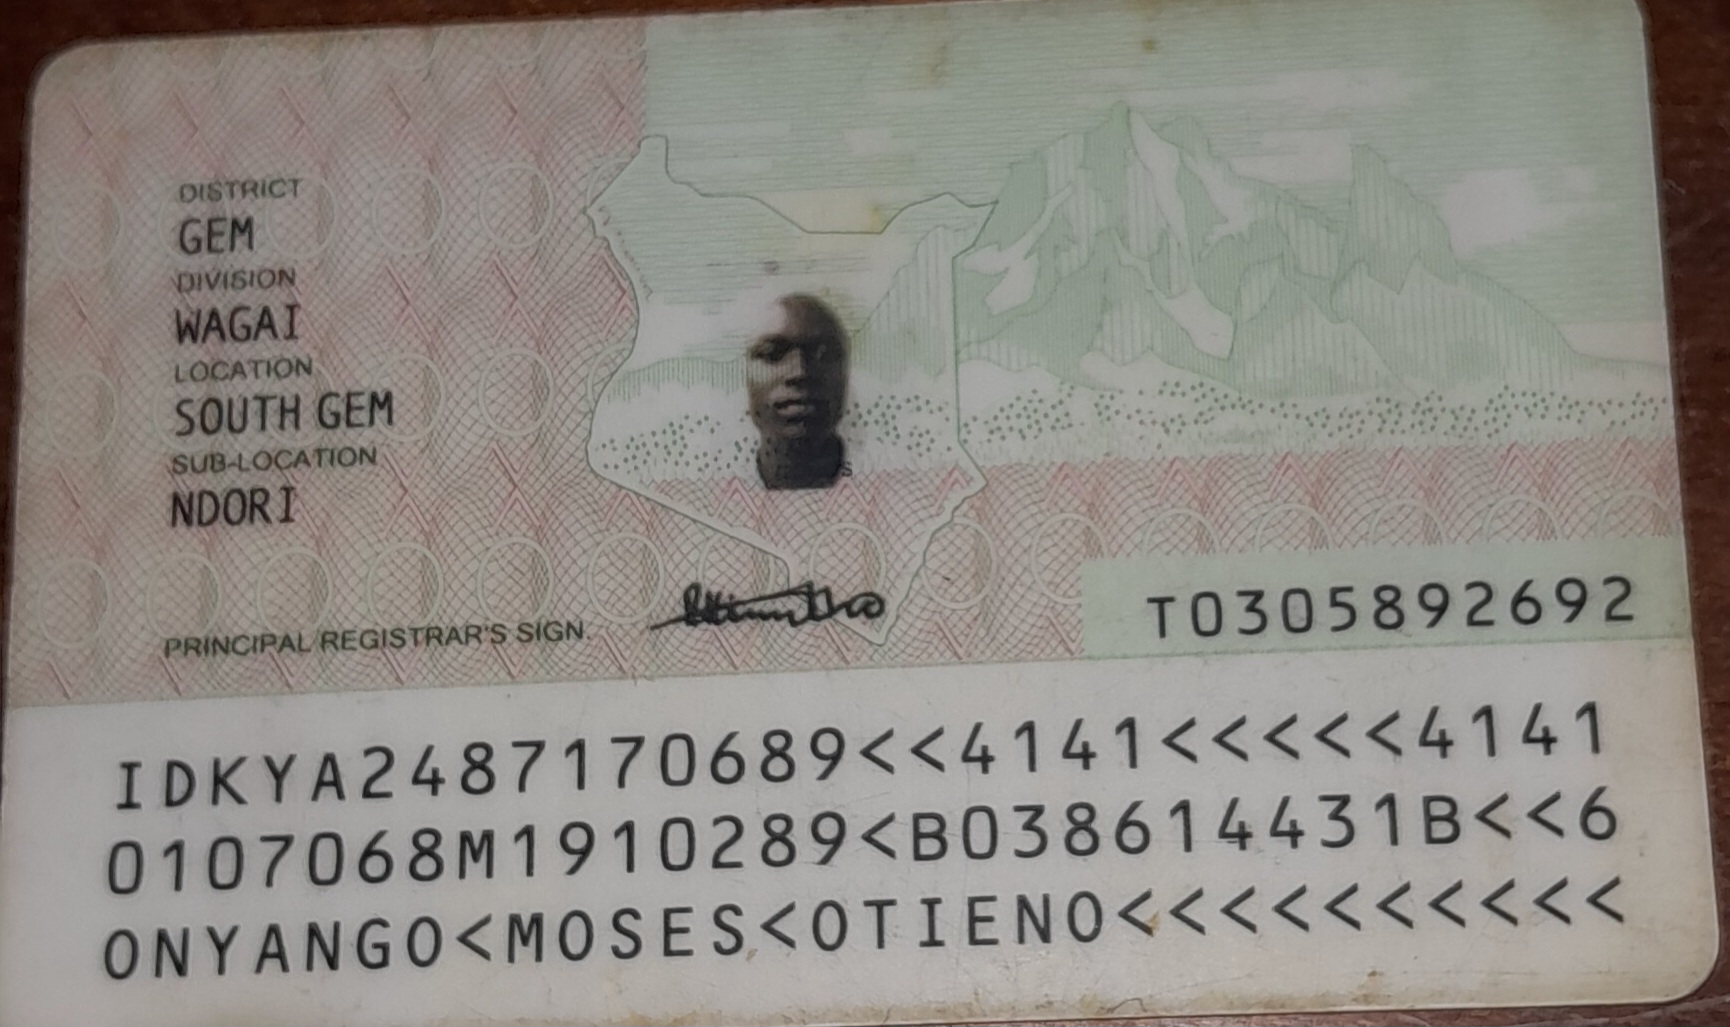 DISTRICT
GEM
DIVISION
WAGAI
LOCATION
SOUTH GEM
SUB-LOCATION
NDORI
PRINCIPAL REGISTRAR'S SIGN.
T0305892692
IDKYA2487170689<<4141<<<<<4141
0107068M1910289<B038614431B<<6
ONYANGO<MOSES<OTIENO<<<<<<<<<<